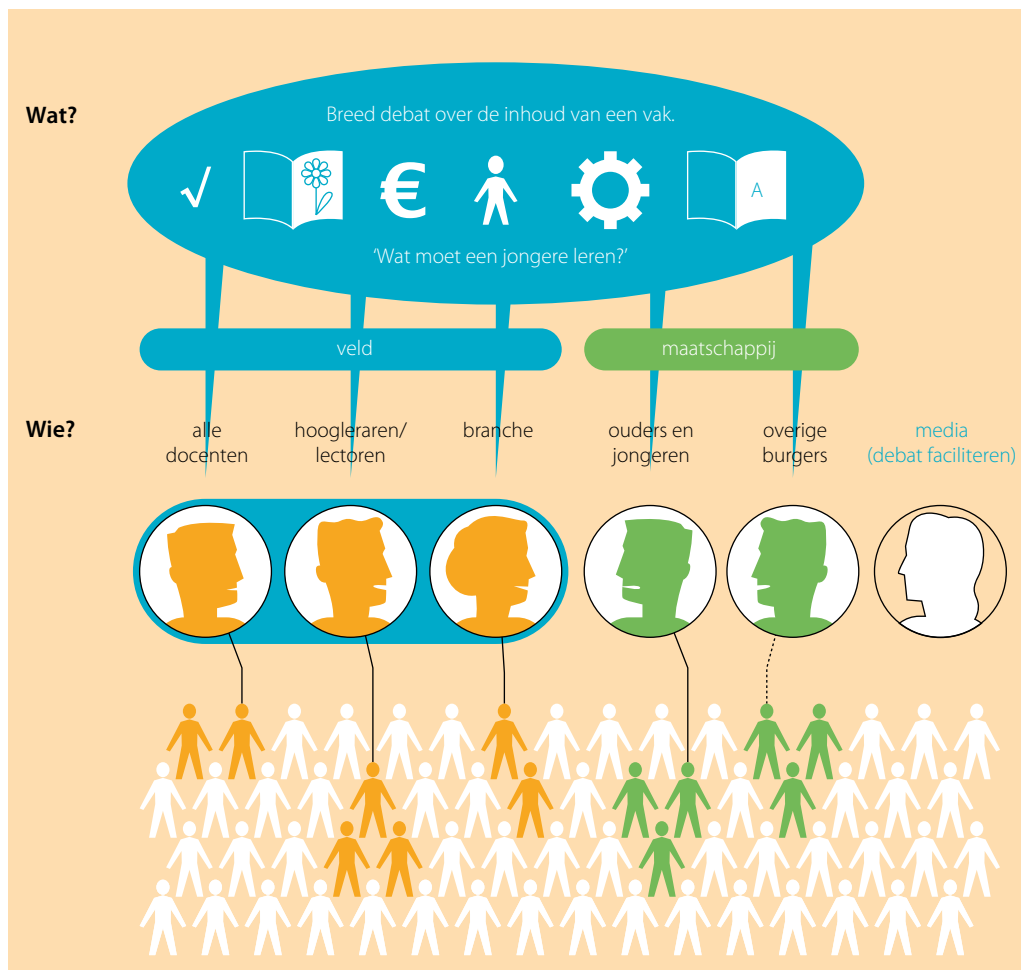 Wat?
Breed debat over de inhoud van een vak.
√
€
A
'Wat moet een jongere leren?'
veld
maatschappij
Wie?
alle
docenten
hoogleraren/
lectoren
branche
ouders en
jongeren
overige
burgers
media
(debat faciliteren)